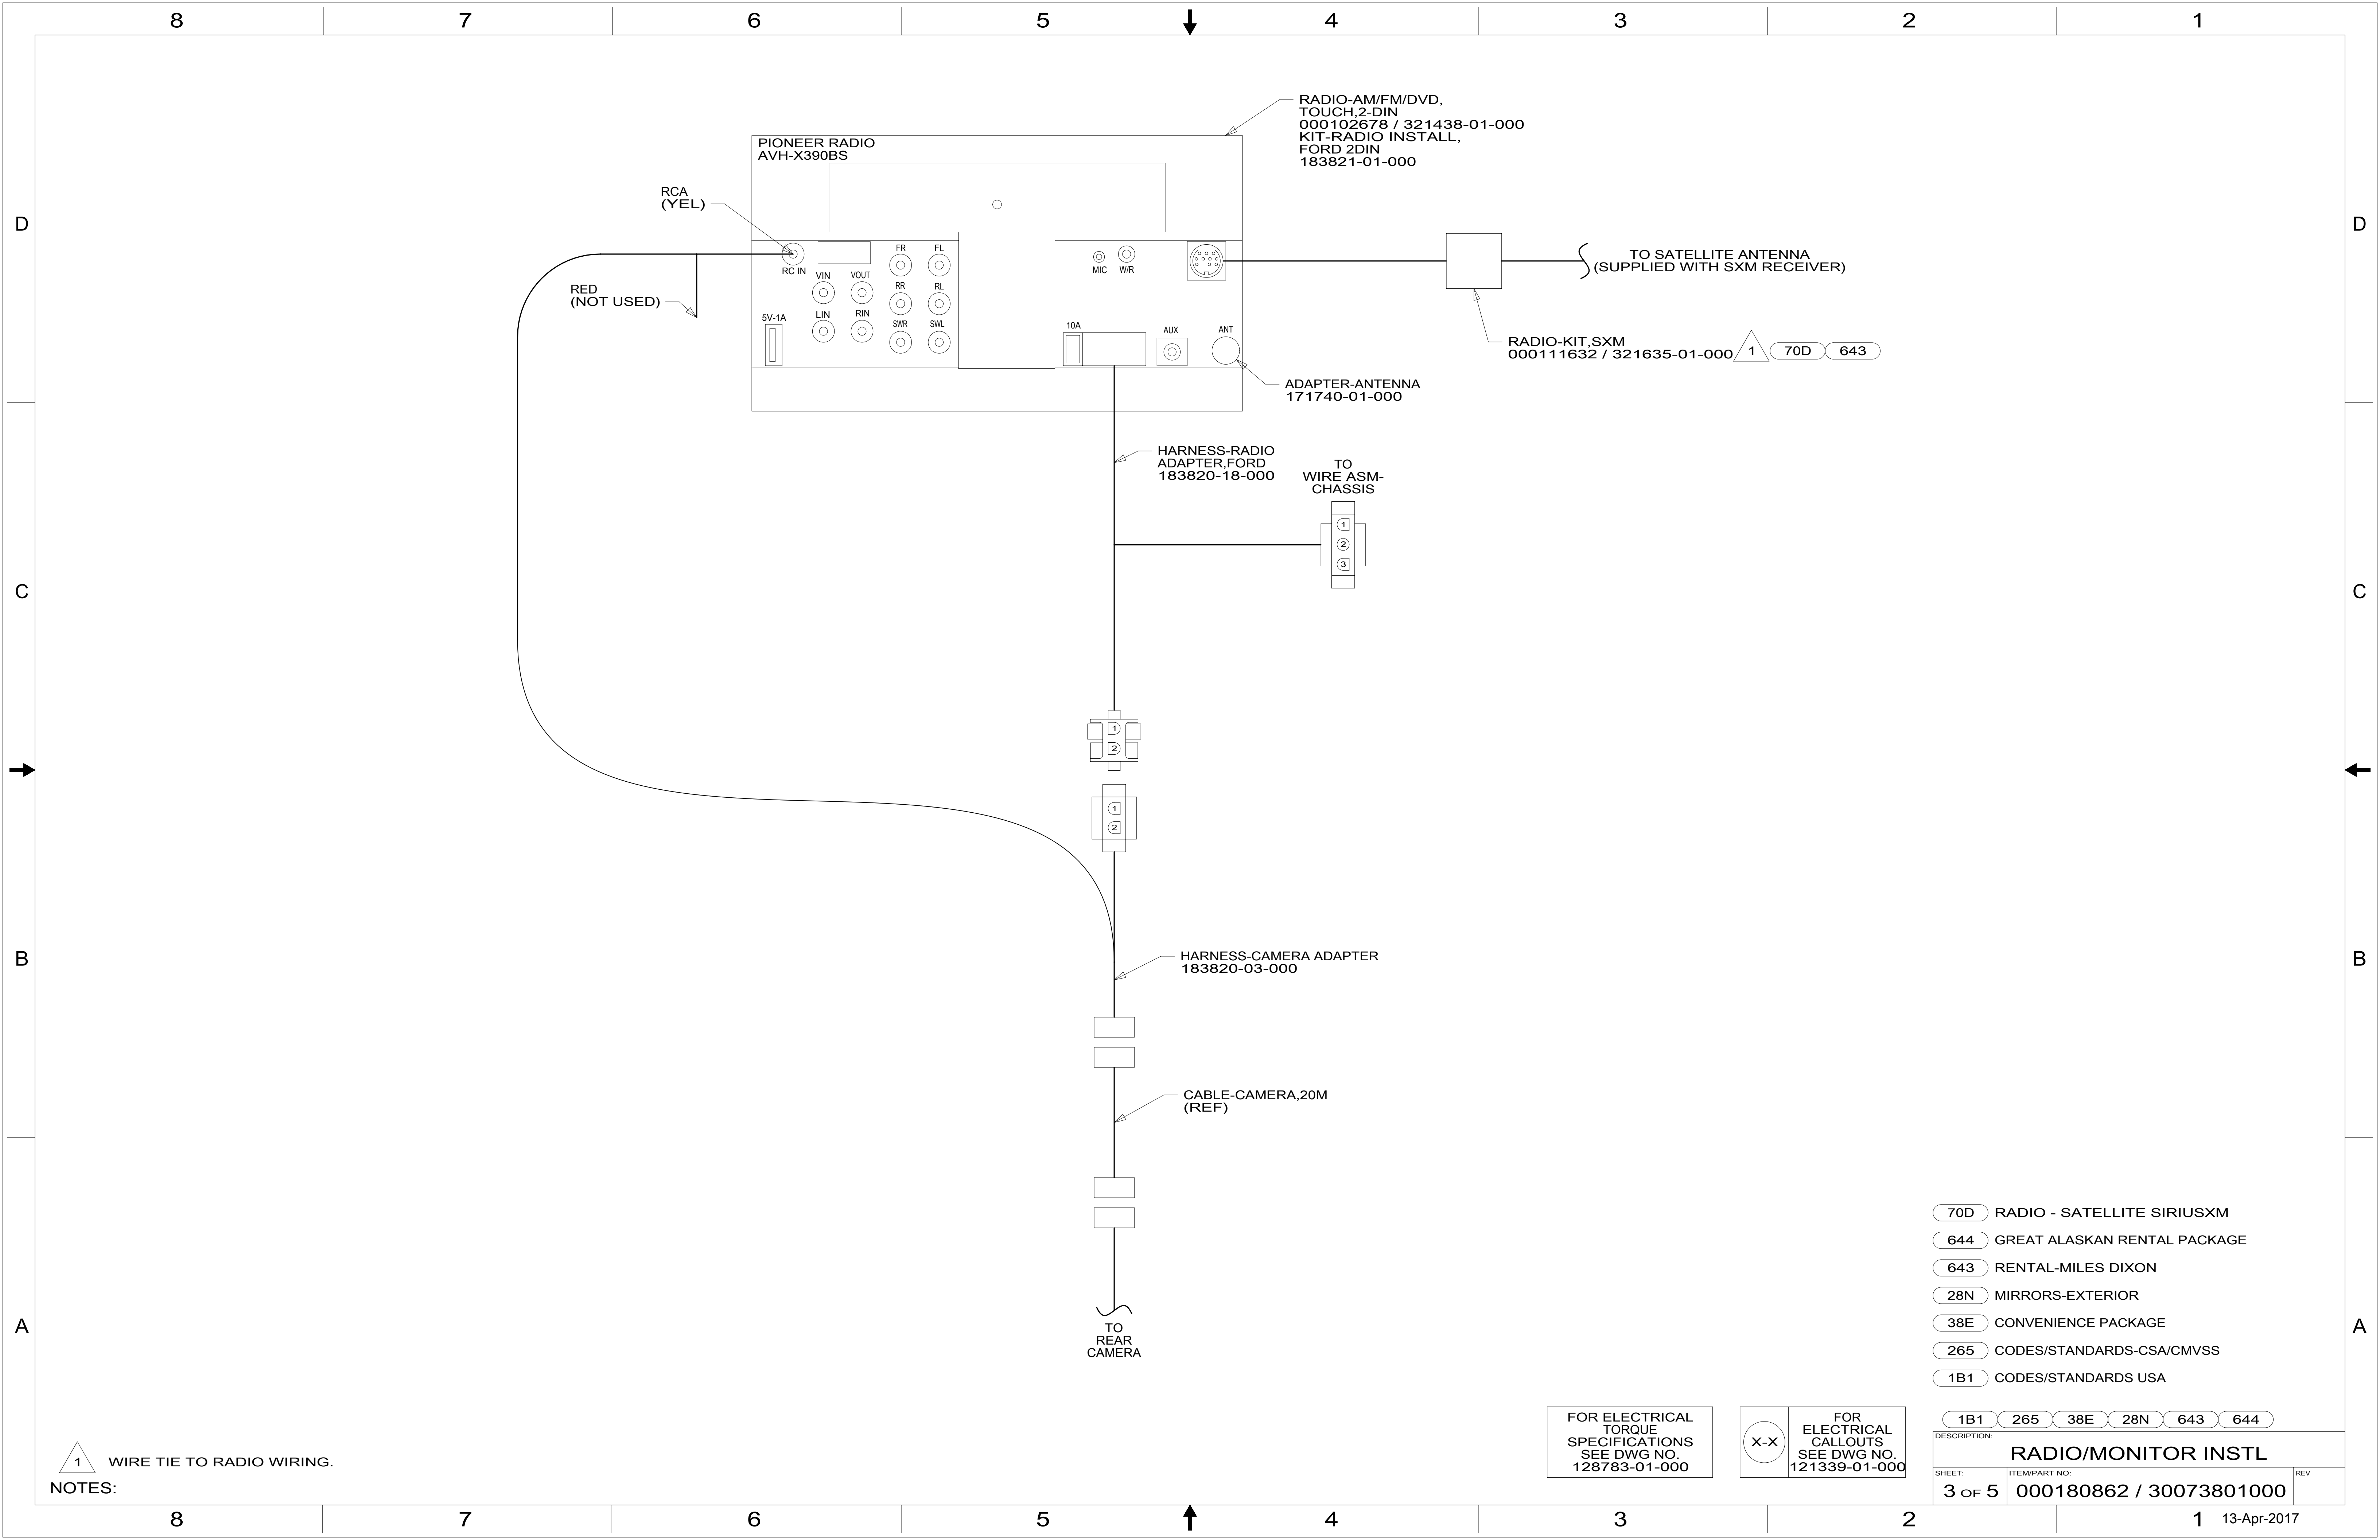 8 7 6 5 4 3 2 1
RADIO-AM/FM/DVD,
TOUCH,2-DIN
000102678 / 321438-01-000
KIT-RADIO INSTALL,
FORD 2DIN
183821-01-000
PIONEER RADIO
AVH-X390BS
RCA
(YEL)
D
D
RC IN
VIN
VOUT
FR
FL
RR
RL
LIN
RIN
SWR
SWL
5V-1A
MIC
W/R
10A
AUX
ANT
RED
(NOT USED)
TO SATELLITE ANTENNA
(SUPPLIED WITH SXM RECEIVER)
RADIO-KIT,SXM
000111632 / 321635-01-000
1
70D
643
ADAPTER-ANTENNA
171740-01-000
HARNESS-RADIO
ADAPTER,FORD
183820-18-000
TO
WIRE ASM-
CHASSIS
1
2
3
C
C
1
2
1
2
B
B
HARNESS-CAMERA ADAPTER
183820-03-000
CABLE-CAMERA,20M
(REF)
TO
REAR
CAMERA
A
A
70D RADIO - SATELLITE SIRIUSXM
644 GREAT ALASKAN RENTAL PACKAGE
643 RENTAL-MILES DIXON
28N MIRRORS-EXTERIOR
38E CONVENIENCE PACKAGE
265 CODES/STANDARDS-CSA/CMVSS
1B1 CODES/STANDARDS USA
1B1 265 38E 28N 643 644
FOR ELECTRICAL
TORQUE
SPECIFICATIONS
SEE DWG NO.
128783-01-000
X-X
FOR
ELECTRICAL
CALLOUTS
SEE DWG NO.
121339-01-000
DESCRIPTION:
RADIO/MONITOR INSTL
SHEET:
3 OF 5
ITEM/PART NO:
000180862 / 30073801000
REV
1 WIRE TIE TO RADIO WIRING.
NOTES:
8 7 6 5 4 3 2 1
13-Apr-2017